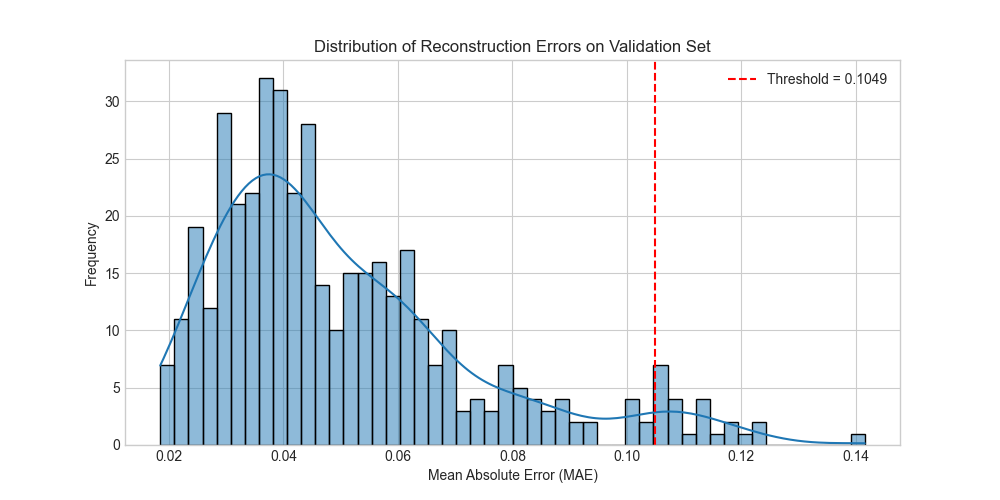 Distribution of Reconstruction Errors on Validation Set
Threshold = 0.1049
30
25
20
15
10
5
0
Frequency
0.02 0.04 0.06 0.08 0.10 0.12 0.14
Mean Absolute Error (MAE)